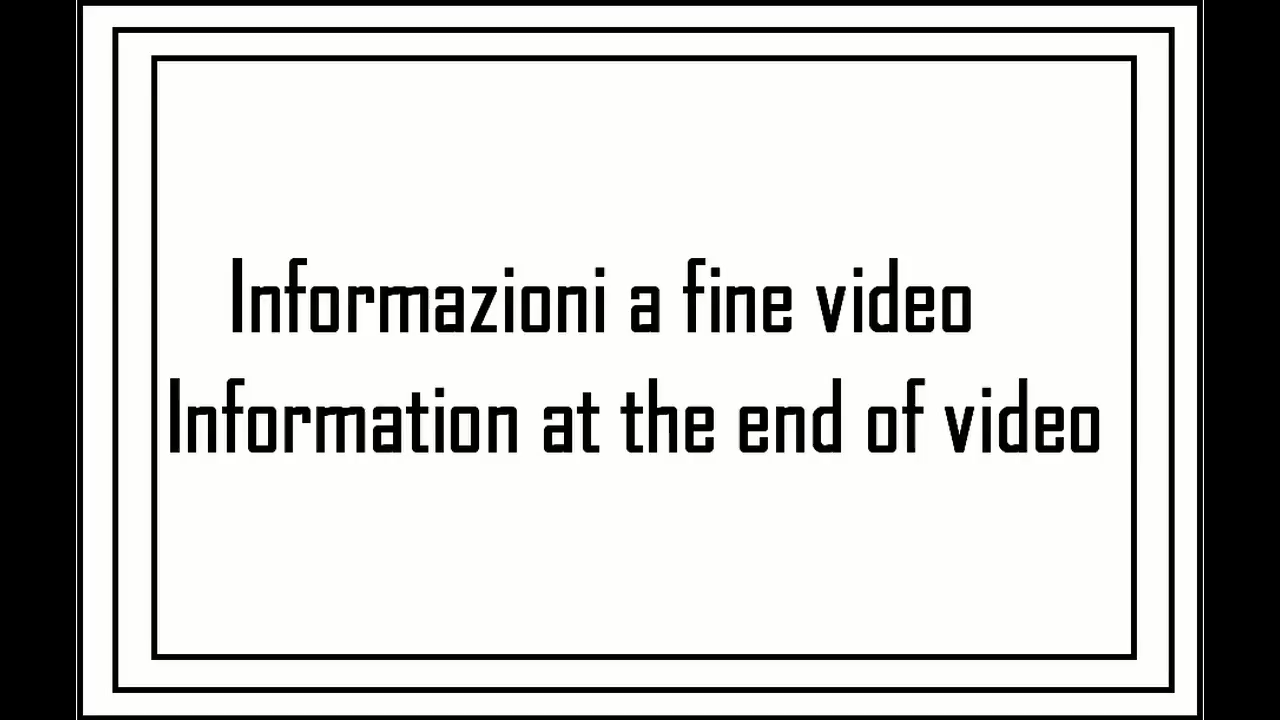 Informazioni a fine video
Information at the end of video